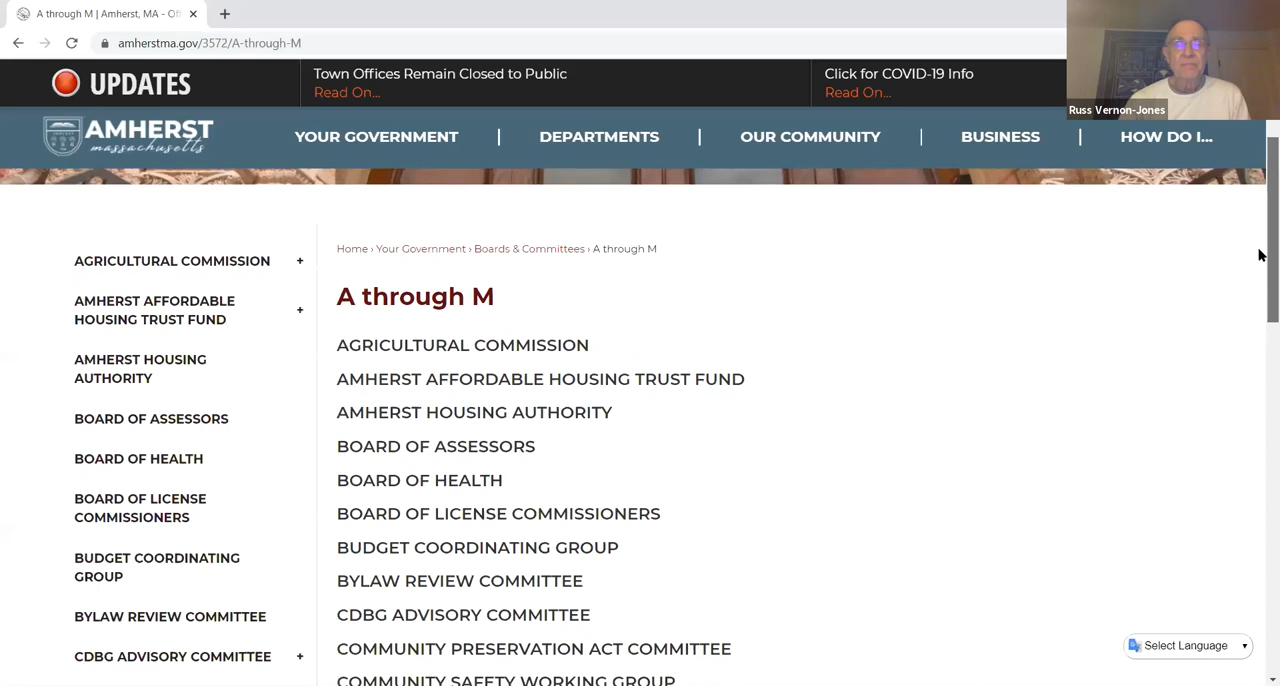 A through M | Amherst, MA - Off
amherstma.gov/3572/A-through-M
UPDATES
Town Offices Remain Closed to Public
Read On...
Click for COVID-19 Info
Read On...
Russ Vernon-Jones
AMHERST
massachusetts
YOUR GOVERNMENT | DEPARTMENTS | OUR COMMUNITY | BUSINESS | HOW DO I...
AGRICULTURAL COMMISSION +
AMHERST AFFORDABLE
HOUSING TRUST FUND +
AMHERST HOUSING
AUTHORITY
BOARD OF ASSESSORS
BOARD OF HEALTH
BOARD OF LICENSE
COMMISSIONERS
BUDGET COORDINATING
GROUP
BYLAW REVIEW COMMITTEE
CDBG ADVISORY COMMITTEE +
Home › Your Government › Boards & Committees › A through M
A through M
AGRICULTURAL COMMISSION
AMHERST AFFORDABLE HOUSING TRUST FUND
AMHERST HOUSING AUTHORITY
BOARD OF ASSESSORS
BOARD OF HEALTH
BOARD OF LICENSE COMMISSIONERS
BUDGET COORDINATING GROUP
BYLAW REVIEW COMMITTEE
CDBG ADVISORY COMMITTEE
COMMUNITY PRESERVATION ACT COMMITTEE
COMMUNITY SAFETY WORKING GROUP
Select Language